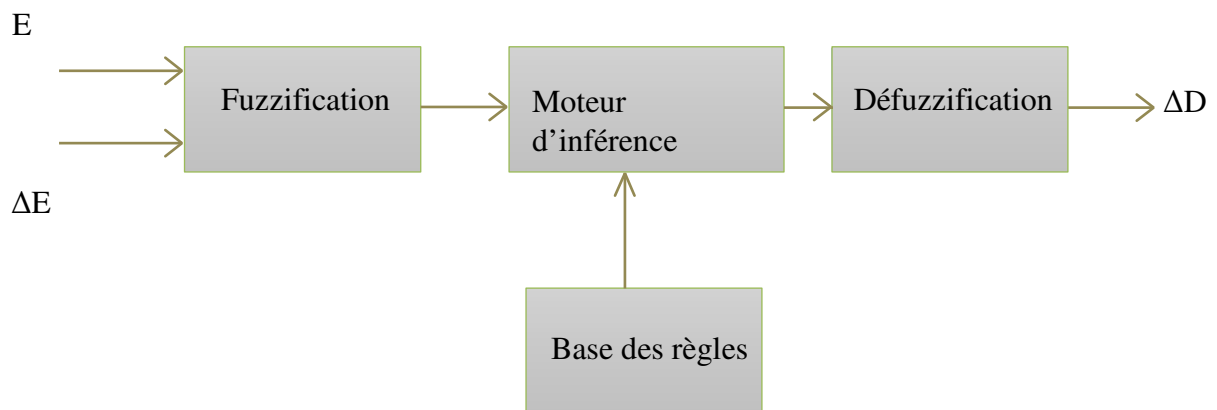 E
Fuzzification
Moteur
d’inférence
Défuzzification
ΔD
ΔE
Base des règles